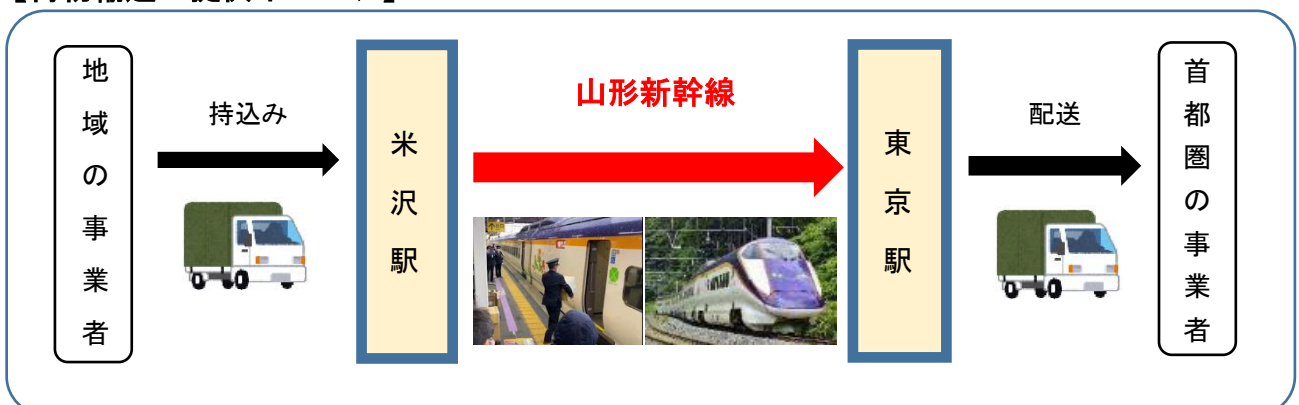 地域の事業者
持込み
米沢駅
山形新幹線
東京駅
配送
首都圏の事業者